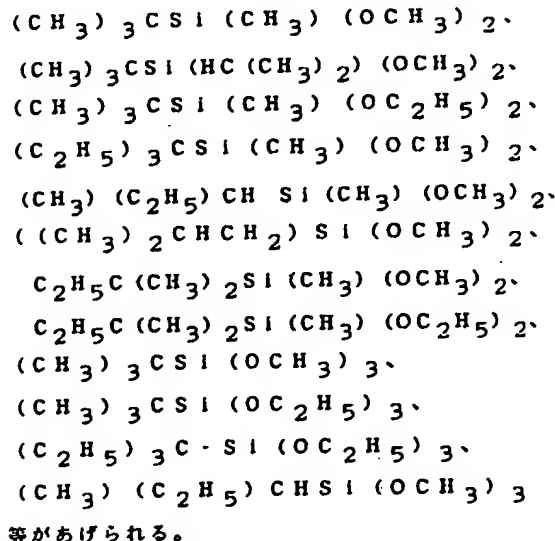 (CH₃)₃CSi(CH₃)(OCH₃)₂、
(CH₃)₃CSi(HC(CH₃)₂)(OCH₃)₂、
(CH₃)₃CSi(CH₃)(OC₂H₅)₂、
(C₂H₅)₃CSi(CH₃)(OCH₃)₂、
(CH₃)(C₂H₅)CH Si(CH₃)(OCH₃)₂、
((CH₃)₂CHCH₂)Si(OCH₃)₂、
C₂H₅C(CH₃)₂Si(CH₃)(OCH₃)₂、
C₂H₅C(CH₃)₂Si(CH₃)(OC₂H₅)₂、
(CH₃)₃CSi(OCH₃)₃、
(CH₃)₃CSi(OC₂H₅)₃、
(C₂H₅)₃C·Si(OC₂H₅)₃、
(CH₃)(C₂H₅)CHSi(OCH₃)₃
等があげられる。